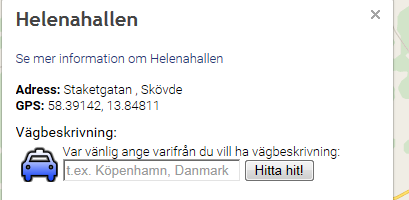 Helenahallen
×
Se mer information om Helenahallen
Adress: Staketgatan , Skövde
GPS: 58.39142, 13.84811
Vägbeskrivning:
Var vänlig ange varifrån du vill ha vägbeskrivning:
t.ex. Köpenhamn, Danmark Hitta hit!